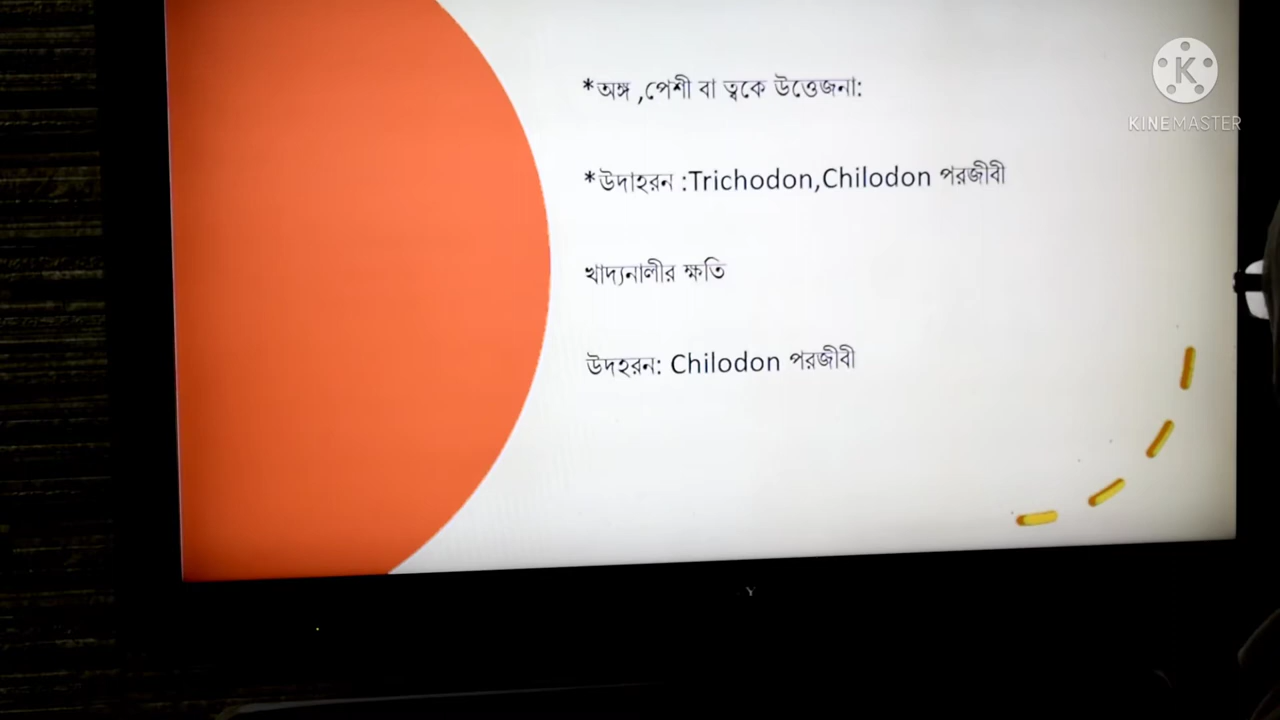 *অঙ্গ ,পেশী বা ত্বকে উত্তেজনা:
*উদাহরন :Trichodon,Chilodon পরজীবী
খাদ্যনালীর ক্ষতি
উদহরন: Chilodon পরজীবী
K
KINEMASTER